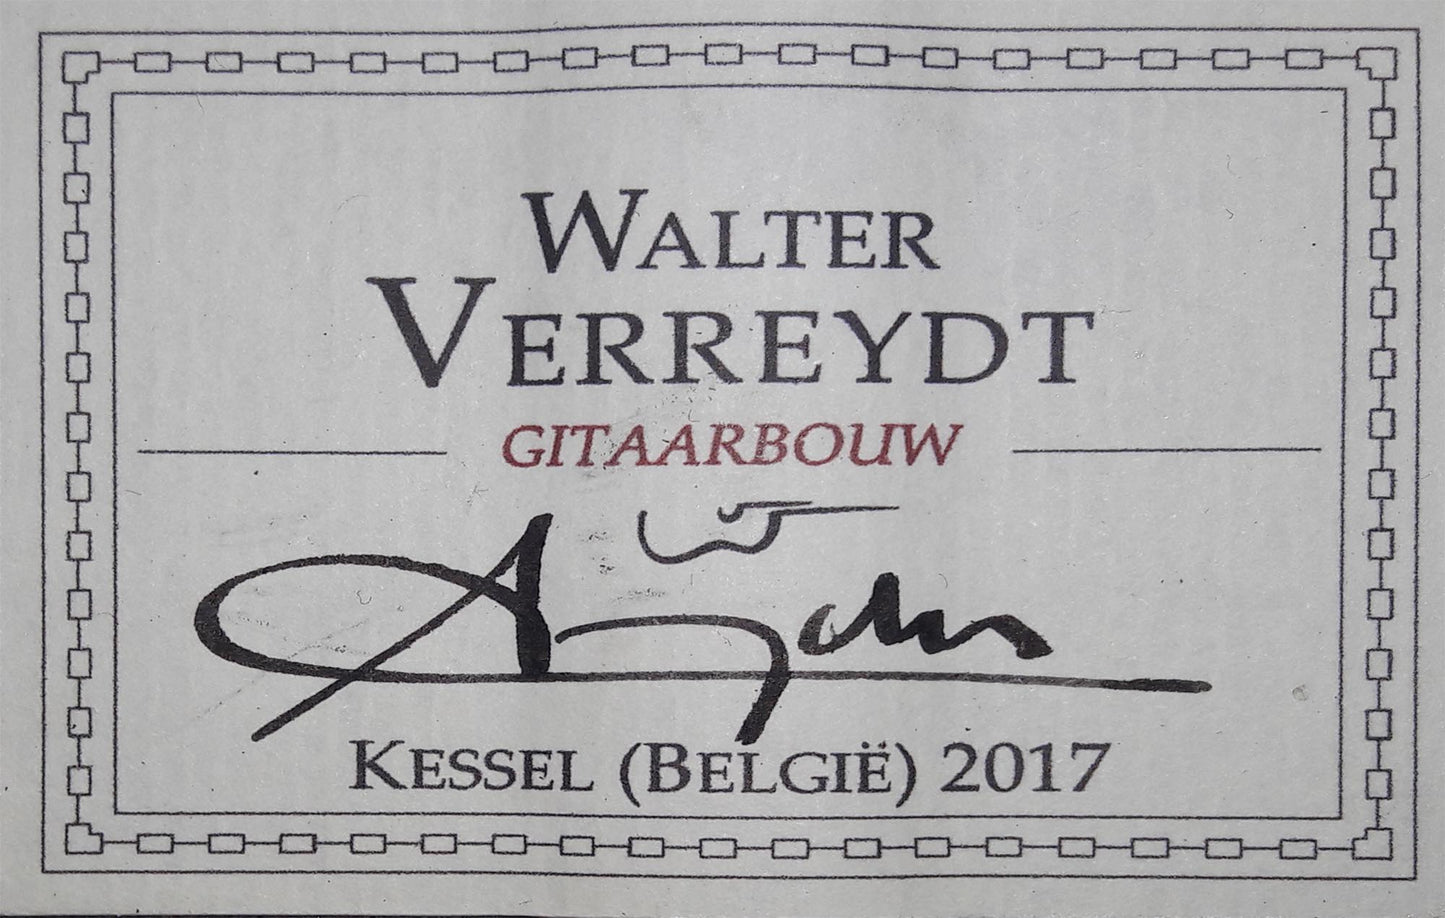 WALTER
VERREYDT
GITAARBOUW
KESSEL (BELGIË) 2017